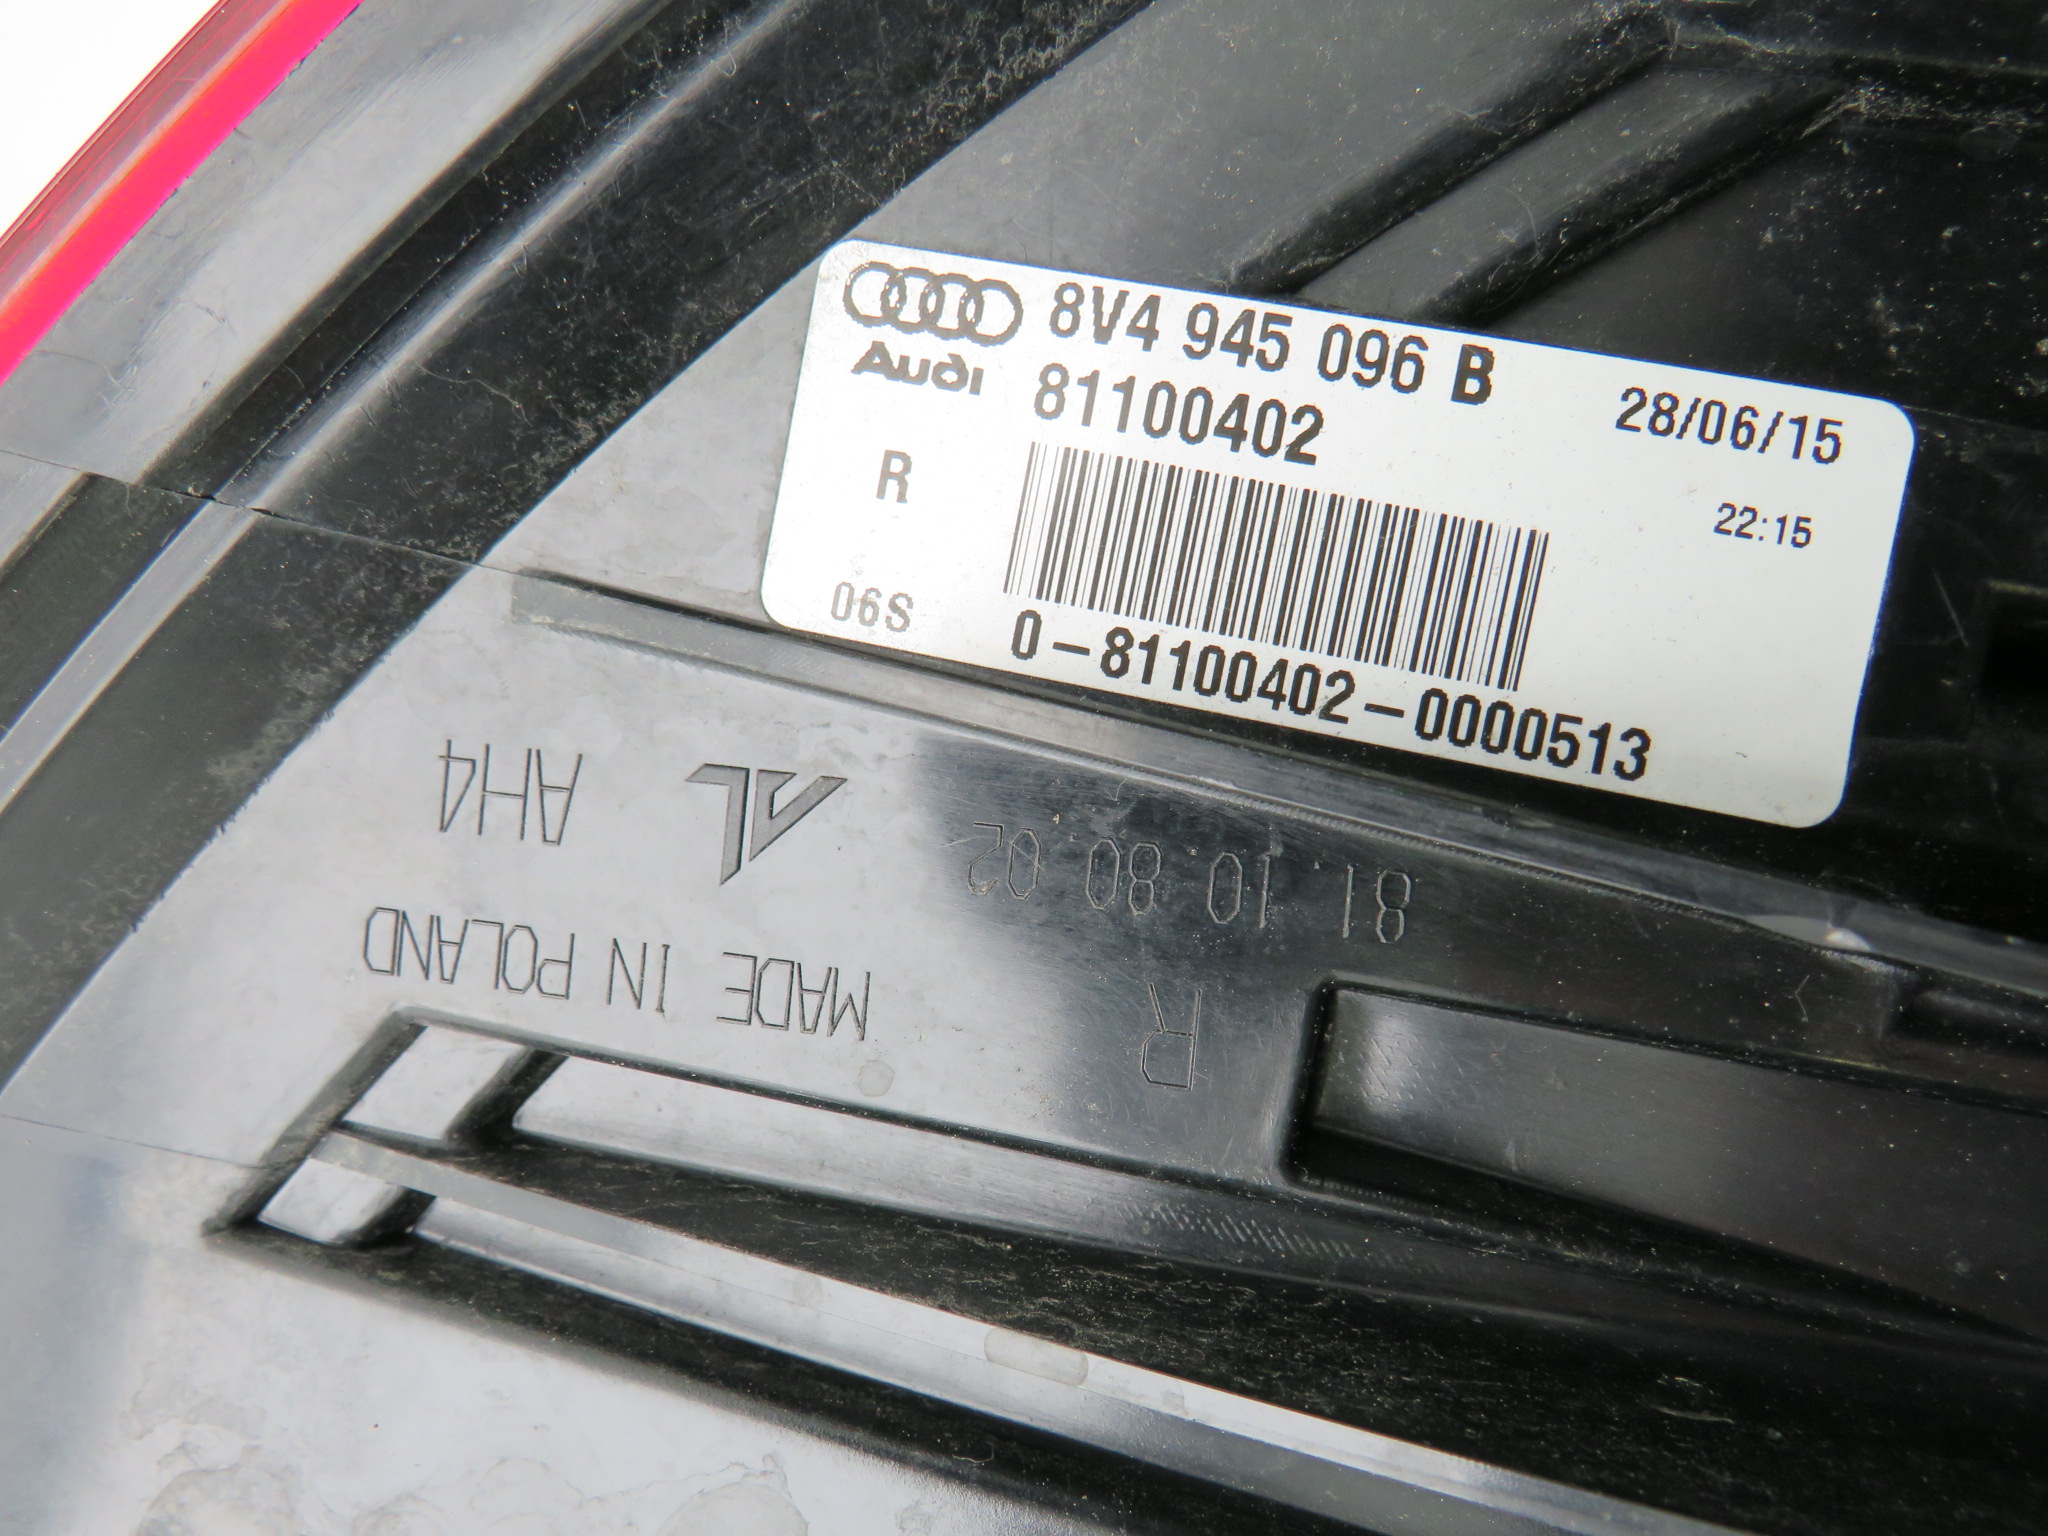 8V4 945 096 B
Audi
81100402
28/06/15
R
22:15
06S
0-81100402-0000513
81.10.80.02
AL
AH4
R
MADE IN POLAND